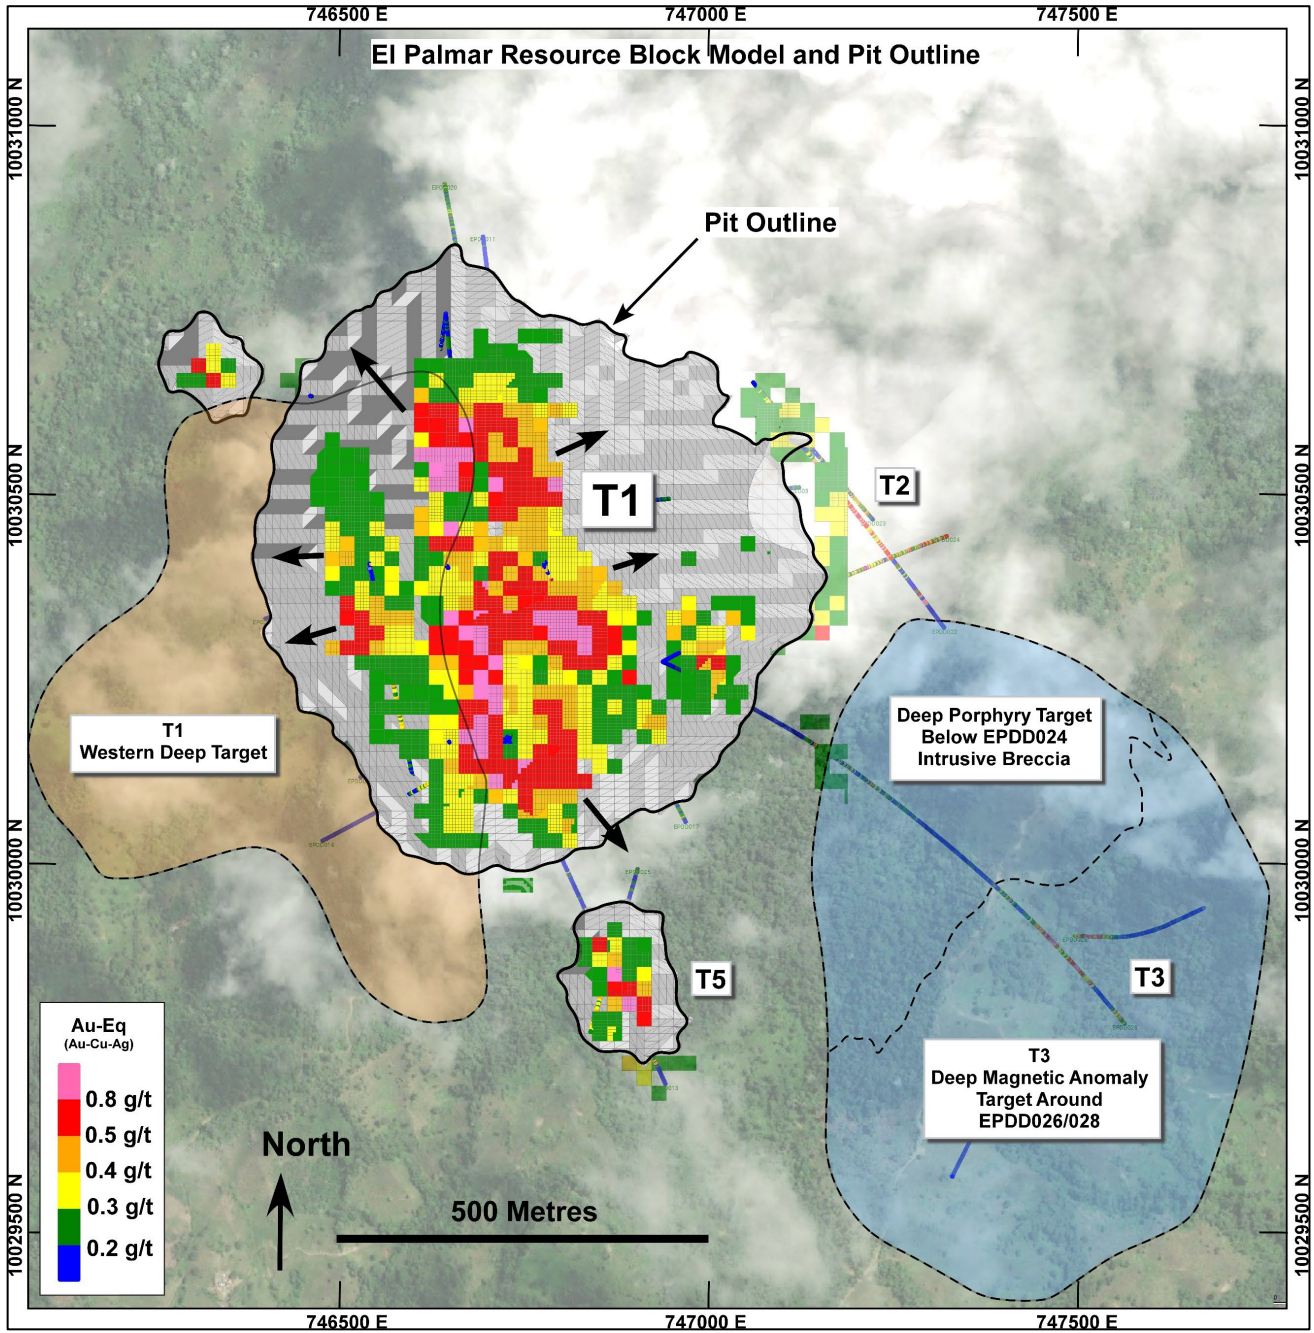 746500 E
747000 E
747500 E
El Palmar Resource Block Model and Pit Outline
10031000 N
10031000 N
Pit Outline
10030500 N
10030500 N
T1
T2
EPDD024
EPDD022
T1
Western Deep Target
Deep Porphyry Target
Below EPDD024
Intrusive Breccia
10030000 N
10030000 N
T5
T3
T3
Deep Magnetic Anomaly
Target Around
EPDD026/028
Au-Eq
(Au-Cu-Ag)
0.8 g/t
0.5 g/t
0.4 g/t
0.3 g/t
0.2 g/t
North
500 Metres
10029500 N
10029500 N
746500 E
747000 E
747500 E